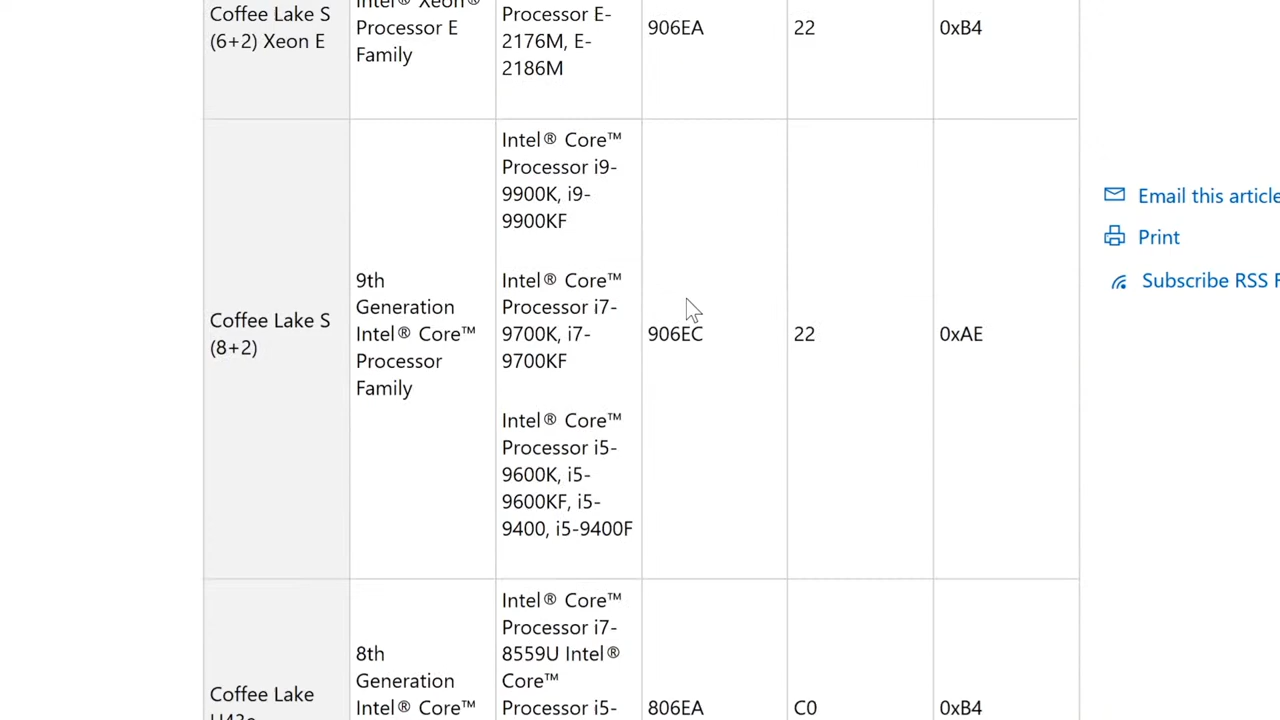 Coffee Lake S
(6+2) Xeon E
Intel® Xeon®
Processor E
Family
Processor E-
2176M, E-
2186M
906EA
22
0xB4
Coffee Lake S
(8+2)
9th
Generation
Intel® Core™
Processor
Family
Intel® Core™
Processor i9-
9900K, i9-
9900KF
Intel® Core™
Processor i7-
9700K, i7-
9700KF
Intel® Core™
Processor i5-
9600K, i5-
9600KF, i5-
9400, i5-9400F
906EC
22
0xAE
Coffee Lake
U43e
8th
Generation
Intel® Core™
Intel® Core™
Processor i7-
8559U Intel®
Core™
Processor i5-
806EA
C0
0xB4
Email this article
Print
Subscribe RSS F